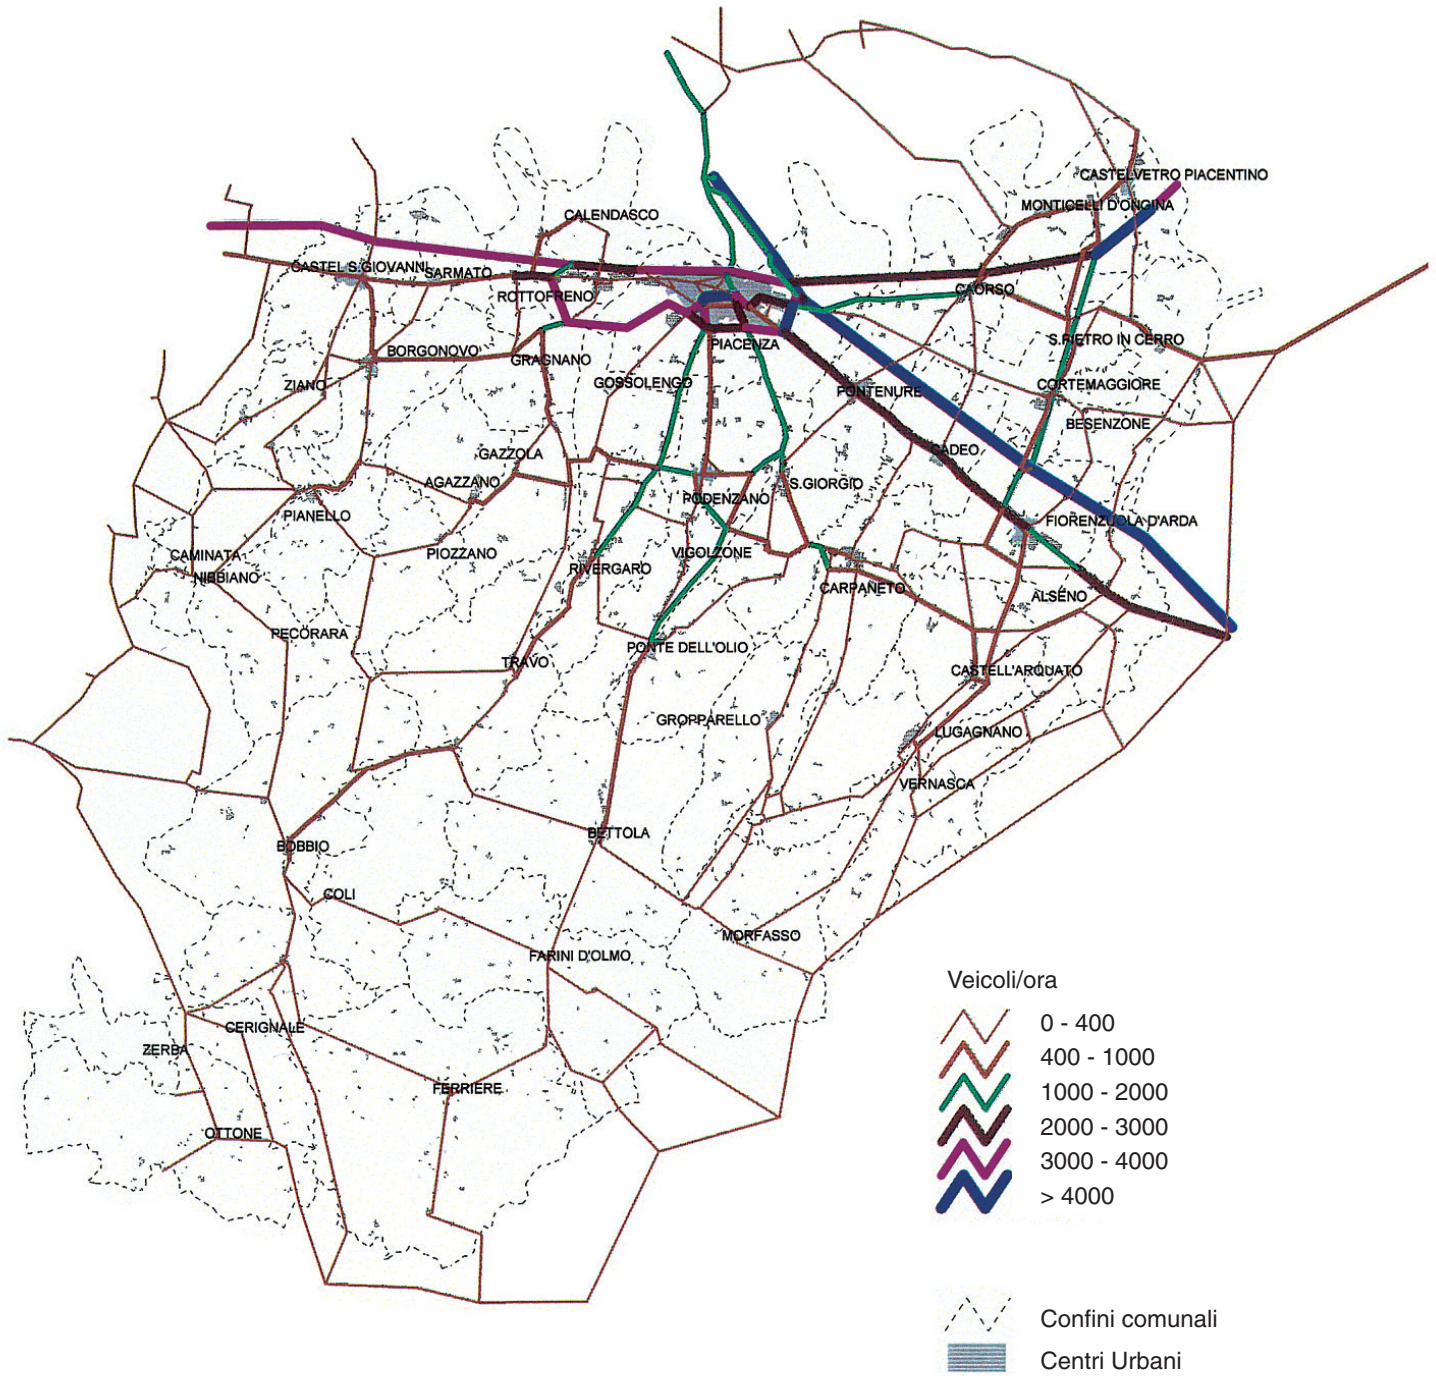 CASTELVETRO PIACENTINO
MONTICELLI D'ONGINA
CALENDASCO
CASTEL S.GIOVANNI
SARMATO
ROTTOFRENO
CAORSO
PIACENZA
S.PIETRO IN CERRO
BORGONOVO
GRAGNANO
ZIANO
GOSSOLENGO
PONTENURE
CORTEMAGGIORE
BESENZONE
GAZZOLA
CADEO
AGAZZANO
S.GIORGIO
PODENZANO
PIANELLO
FIORENZUOLA D'ARDA
CAMINATA
PIOZZANO
VIGOLZONE
NIBBIANO
RIVERGARO
CARPANETO
ALSENO
PECORARA
PONTE DELL'OLIO
TRAVO
CASTELL'ARQUATO
GROPPARELLO
LUGAGNANO
VERNASCA
BETTOLA
BOBBIO
COLI
MORFASSO
FARINI D'OLMO
CERIGNALE
ZERBA
FERRIERE
OTTONE
Veicoli/ora
0 - 400
400 - 1000
1000 - 2000
2000 - 3000
3000 - 4000
> 4000
Confini comunali
Centri Urbani